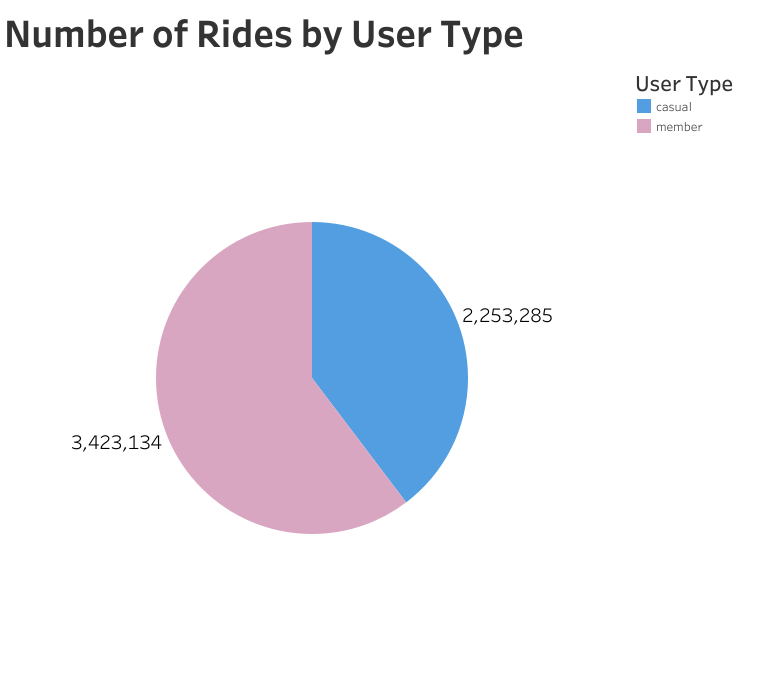 Number of Rides by User Type
User Type
casual
member
2,253,285
3,423,134